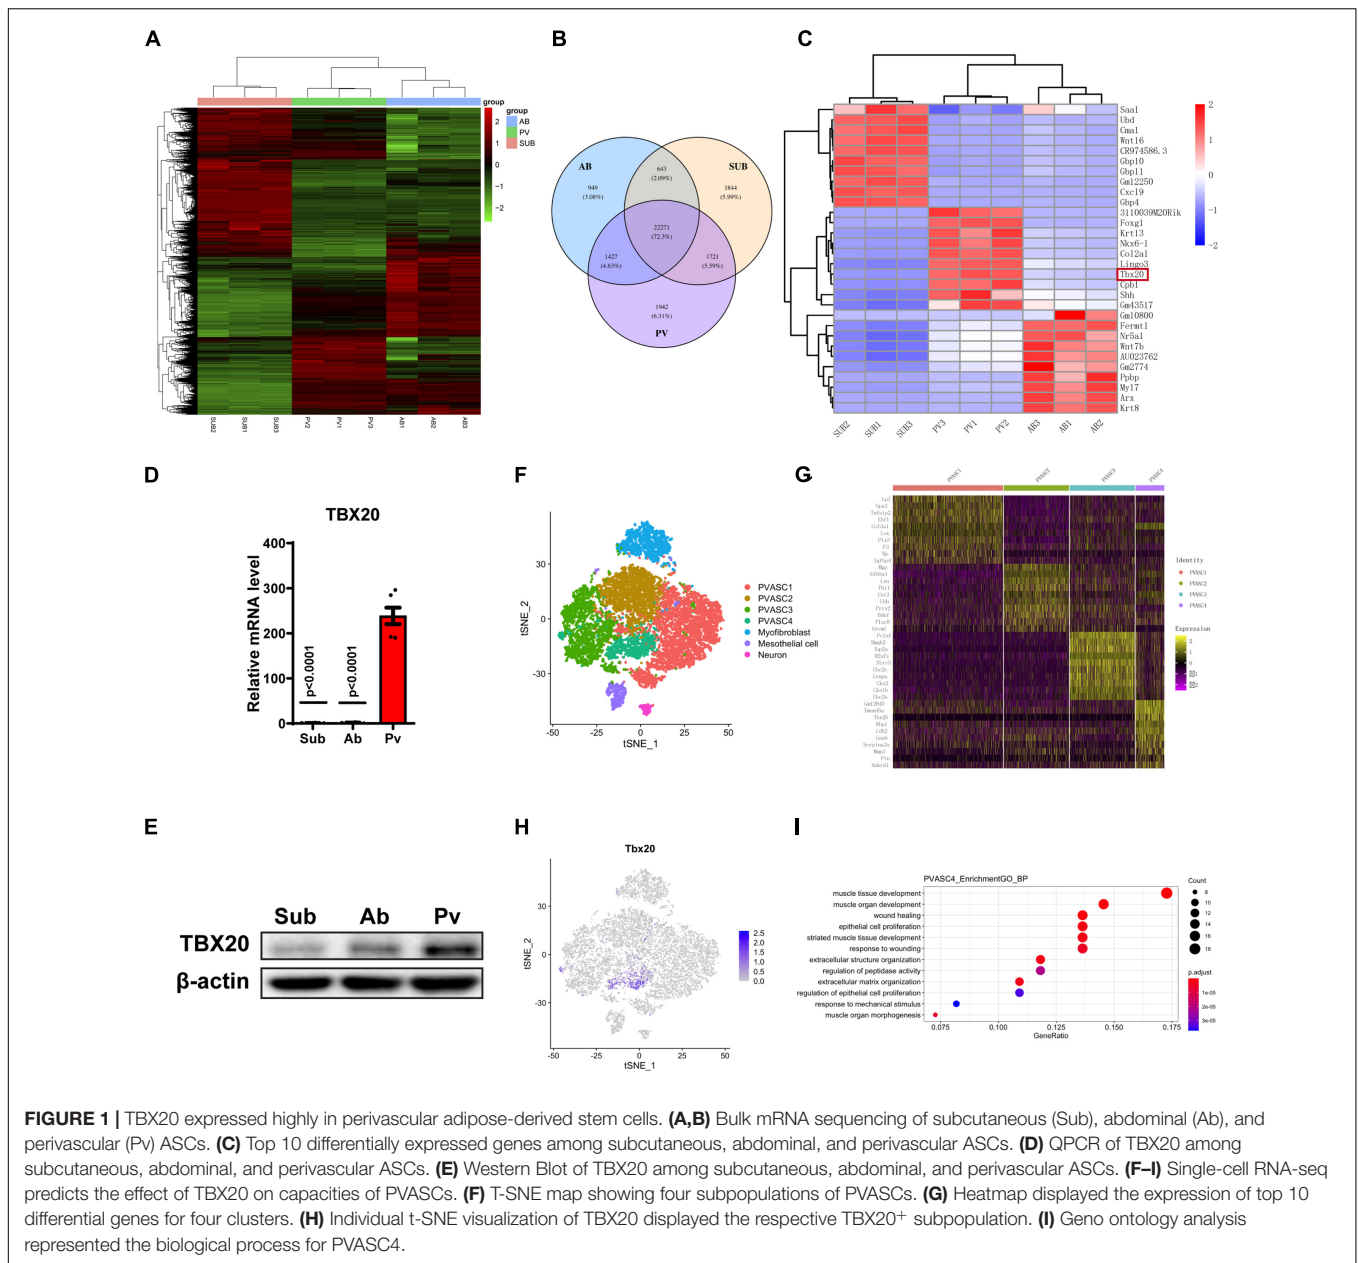 A
group
group
2
AB
1
PV
0
SUB
−1
−2
SUB2
SUB1
SUB3
PV2
PV1
PV3
AB1
AB2
AB3
B
AB
SUB
PV
949
(3.08%)
643
(2.09%)
1844
(5.99%)
22271
(72.3%)
1427
(4.63%)
1721
(5.59%)
1942
(6.31%)
C
Saa1
Ubd
Cma1
Wnt16
CR974586.3
Gbp10
Gbp11
Gm12250
Cxcl9
Gbp4
3110039M20Rik
Foxg1
Krt13
Nkx6-1
Col2a1
Lingo3
Tbx20
Cpb1
Shh
Gm43517
Gm10800
Fermt1
Nr5a1
Wnt7b
AU023762
Gm2774
Ppbp
Myl7
Arx
Krt8
SUB2
SUB1
SUB3
PV3
PV1
PV2
AB3
AB1
AB2
2
1
0
−1
−2
D
TBX20
Relative mRNA level
400
300
200
100
0
p<0.0001
p<0.0001
Sub
Ab
Pv
F
tSNE_2
30
0
-30
-50
-25
0
25
50
tSNE_1
PVASC1
PVASC2
PVASC3
PVASC4
Myofibroblast
Mesothelial cell
Neuron
G
PVASC1
PVASC2
PVASC3
PVASC4
Lpl
Col3a1
Tbx20
Cdh2
Gas6
Serpina3n
Mmp3
Ptn
Ankrd1
Identity
PVASC1
PVASC2
PVASC3
PVASC4
Expression
2
1
0
E
Sub Ab Pv
TBX20
β-actin
H
Tbx20
tSNE_2
30
0
-30
-50
-25
0
25
50
tSNE_1
2.5
2.0
1.5
1.0
0.5
0.0
I
PVASC4_EnrichmentGO_BP
muscle tissue development
muscle organ development
wound healing
epithelial cell proliferation
striated muscle tissue development
response to wounding
extracellular structure organization
regulation of peptidase activity
extracellular matrix organization
regulation of epithelial cell proliferation
response to mechanical stimulus
muscle organ morphogenesis
0.075
0.100
0.125
0.150
0.175
GeneRatio
Count
8
10
12
14
16
18
p.adjust
1e-05
2e-05
3e-05
FIGURE 1 | TBX20 expressed highly in perivascular adipose-derived stem cells. (A,B) Bulk mRNA sequencing of subcutaneous (Sub), abdominal (Ab), and
perivascular (Pv) ASCs. (C) Top 10 differentially expressed genes among subcutaneous, abdominal, and perivascular ASCs. (D) QPCR of TBX20 among
subcutaneous, abdominal, and perivascular ASCs. (E) Western Blot of TBX20 among subcutaneous, abdominal, and perivascular ASCs. (F–I) Single-cell RNA-seq
predicts the effect of TBX20 on capacities of PVASCs. (F) T-SNE map showing four subpopulations of PVASCs. (G) Heatmap displayed the expression of top 10
differential genes for four clusters. (H) Individual t-SNE visualization of TBX20 displayed the respective TBX20+ subpopulation. (I) Geno ontology analysis
represented the biological process for PVASC4.